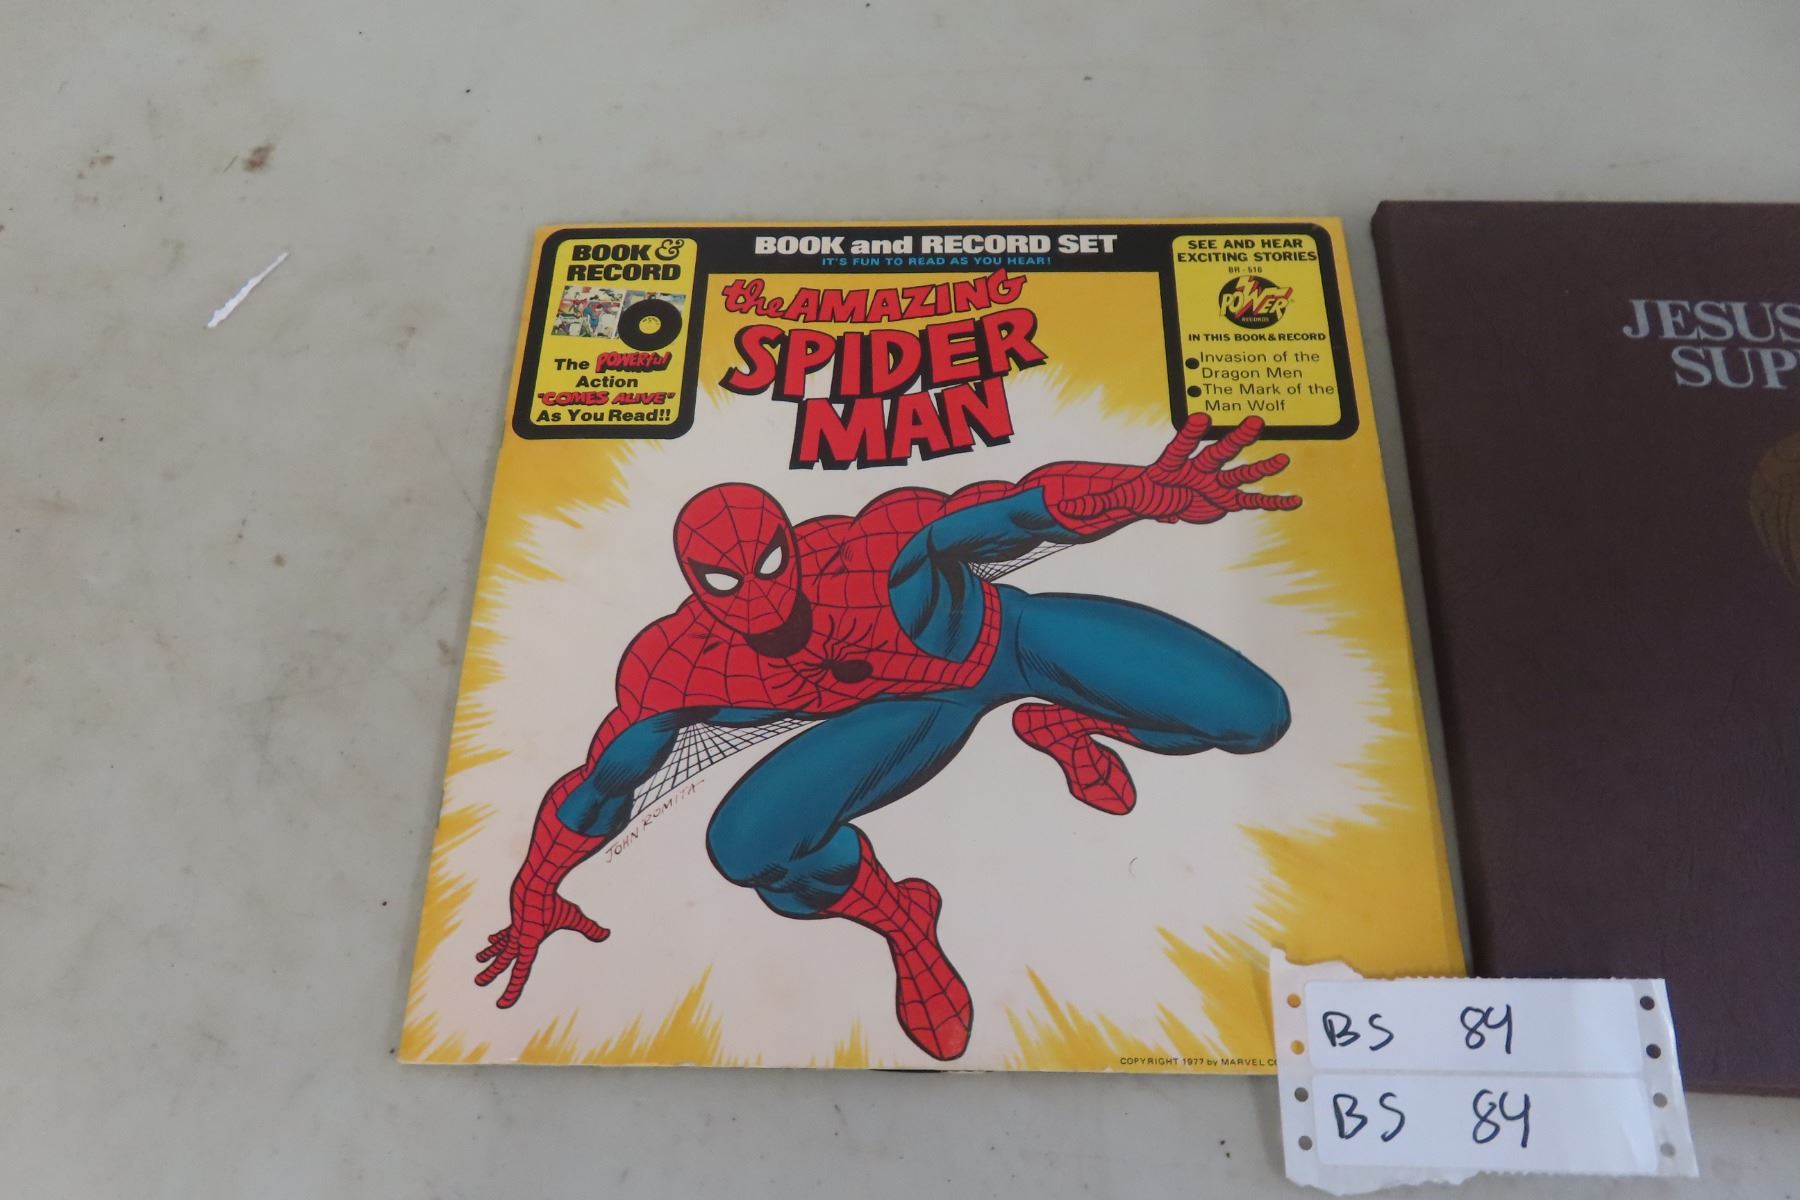 BOOK &
RECORD
The POWERful
Action
"COMES ALIVE"
As You Read!!
BOOK and RECORD SET
IT'S FUN TO READ AS YOU HEAR!
the AMAZING
SPIDER
MAN
SEE AND HEAR
EXCITING STORIES
BR - 516
POWER
RECORDS
IN THIS BOOK & RECORD
Invasion of the
Dragon Men
The Mark of the
Man Wolf
JOHN ROMITA
COPYRIGHT 1977 by MARVEL CO
JESUS
SUP
BS 84
BS 84